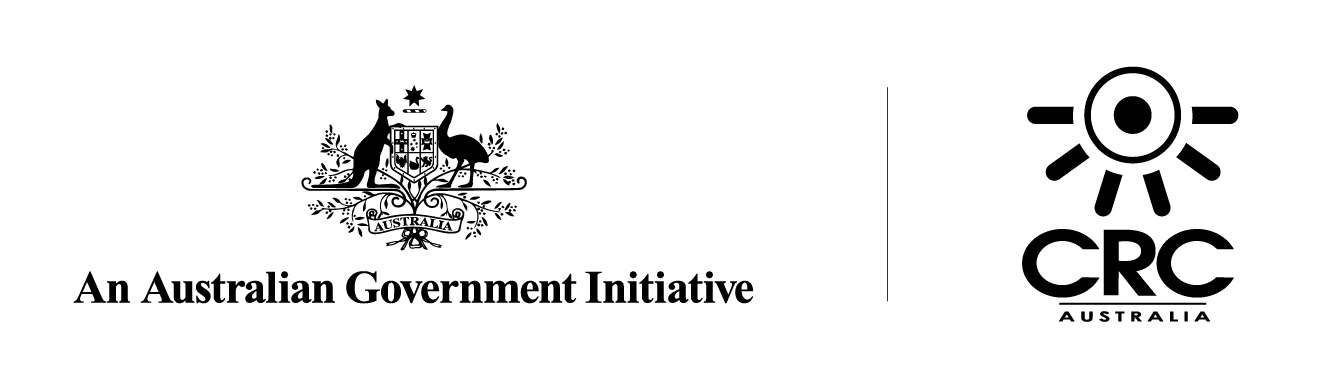 AUSTRALIA
An Australian Government Initiative
CRC
AUSTRALIA